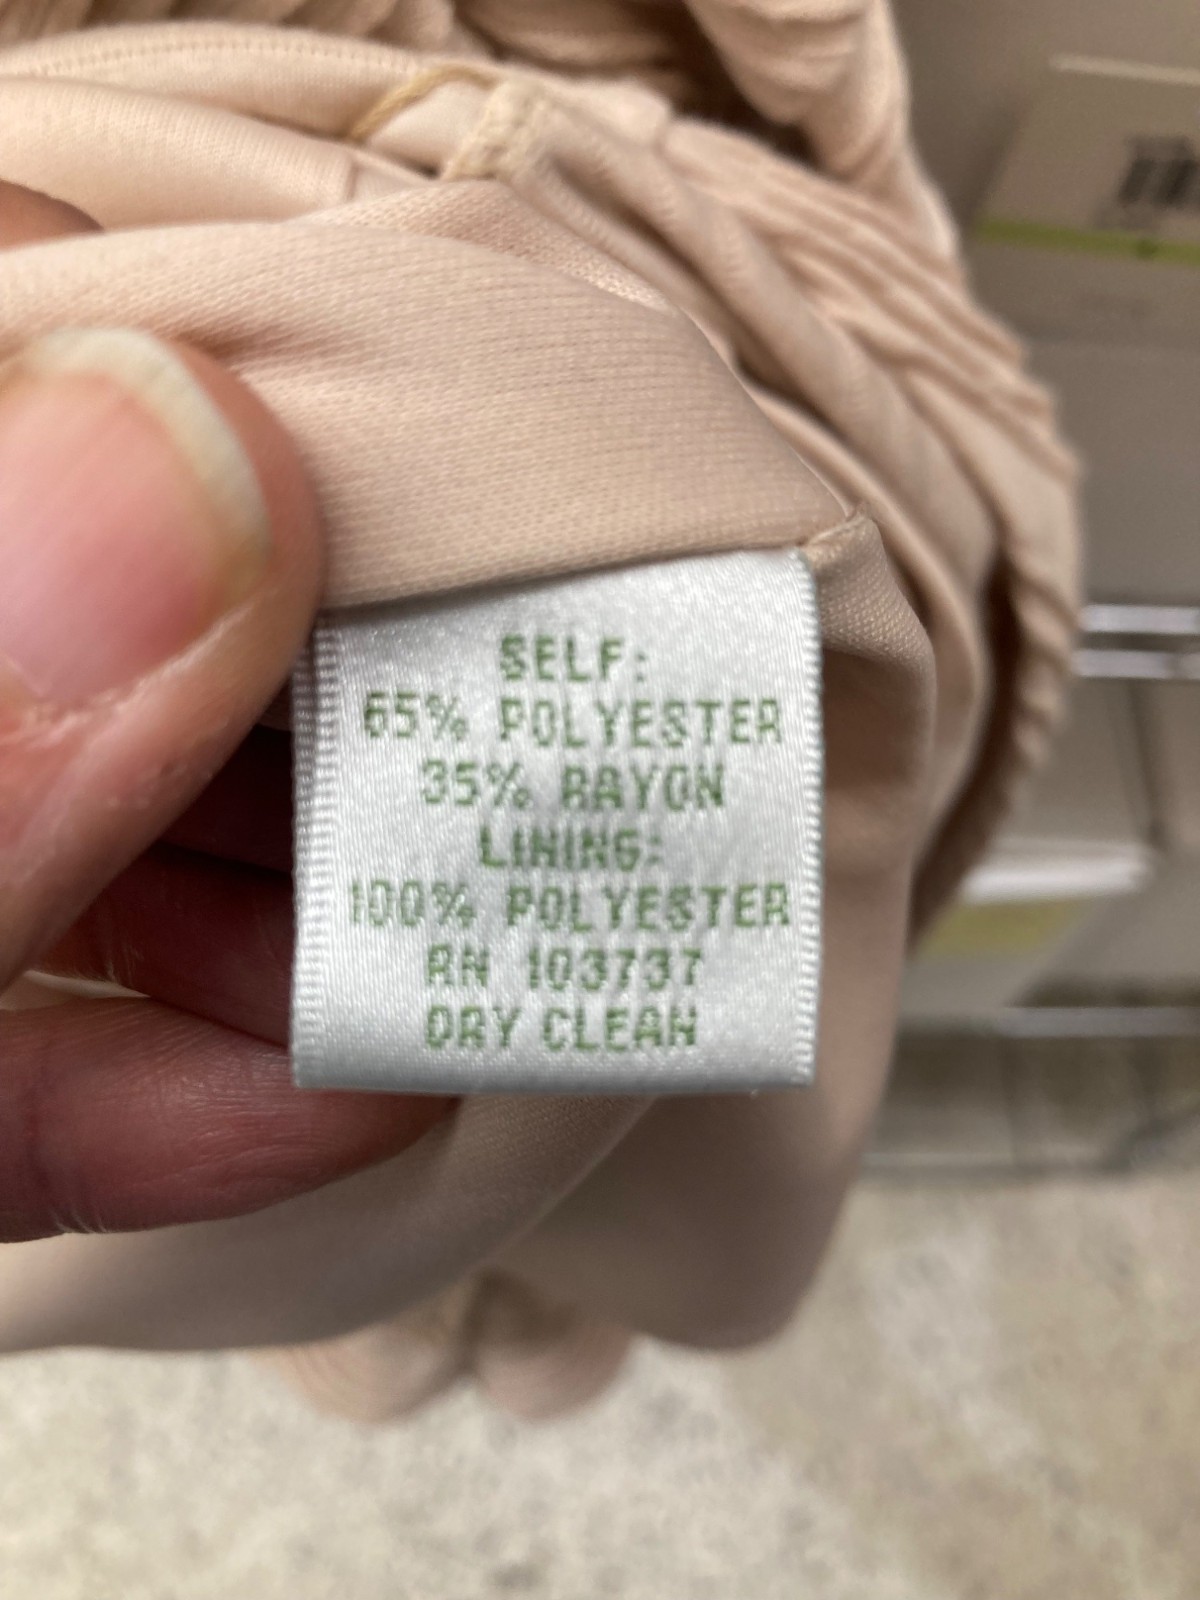 SELF:
65% POLYESTER
35% RAYON
LINING:
100% POLYESTER
RN 103737
DRY CLEAN